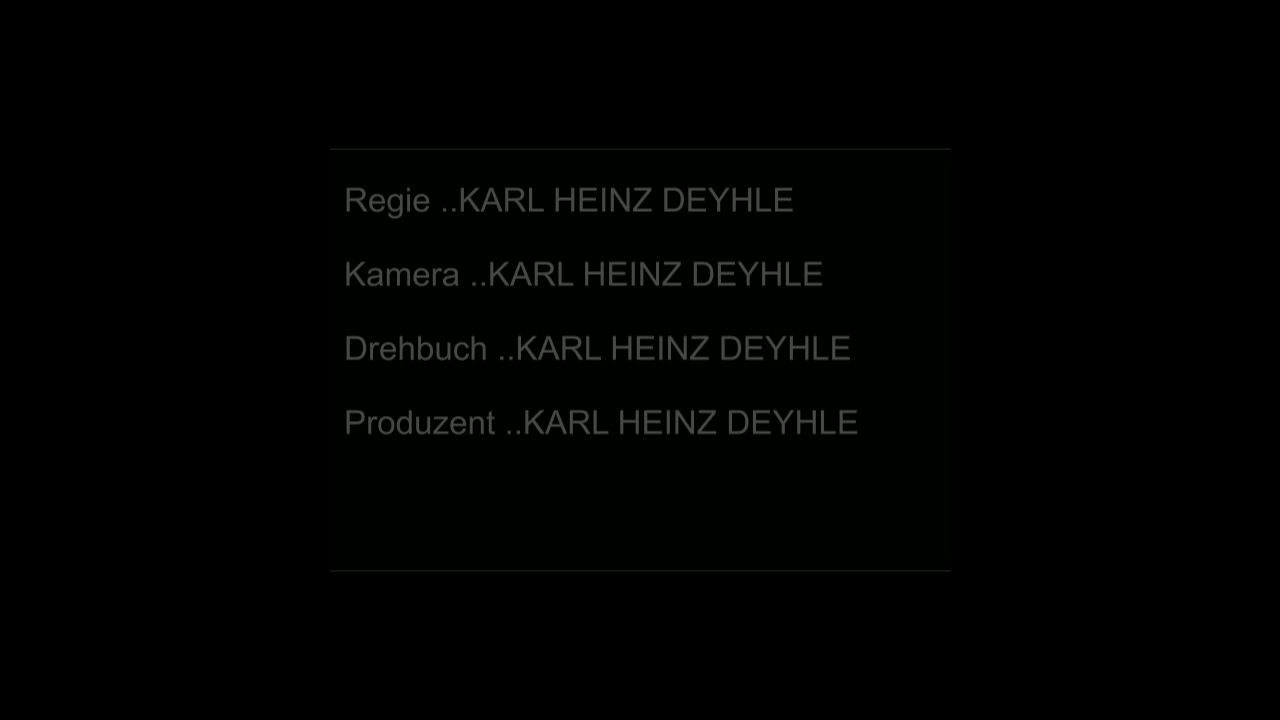 Regie ..KARL HEINZ DEYHLE
Kamera ..KARL HEINZ DEYHLE
Drehbuch ..KARL HEINZ DEYHLE
Produzent ..KARL HEINZ DEYHLE